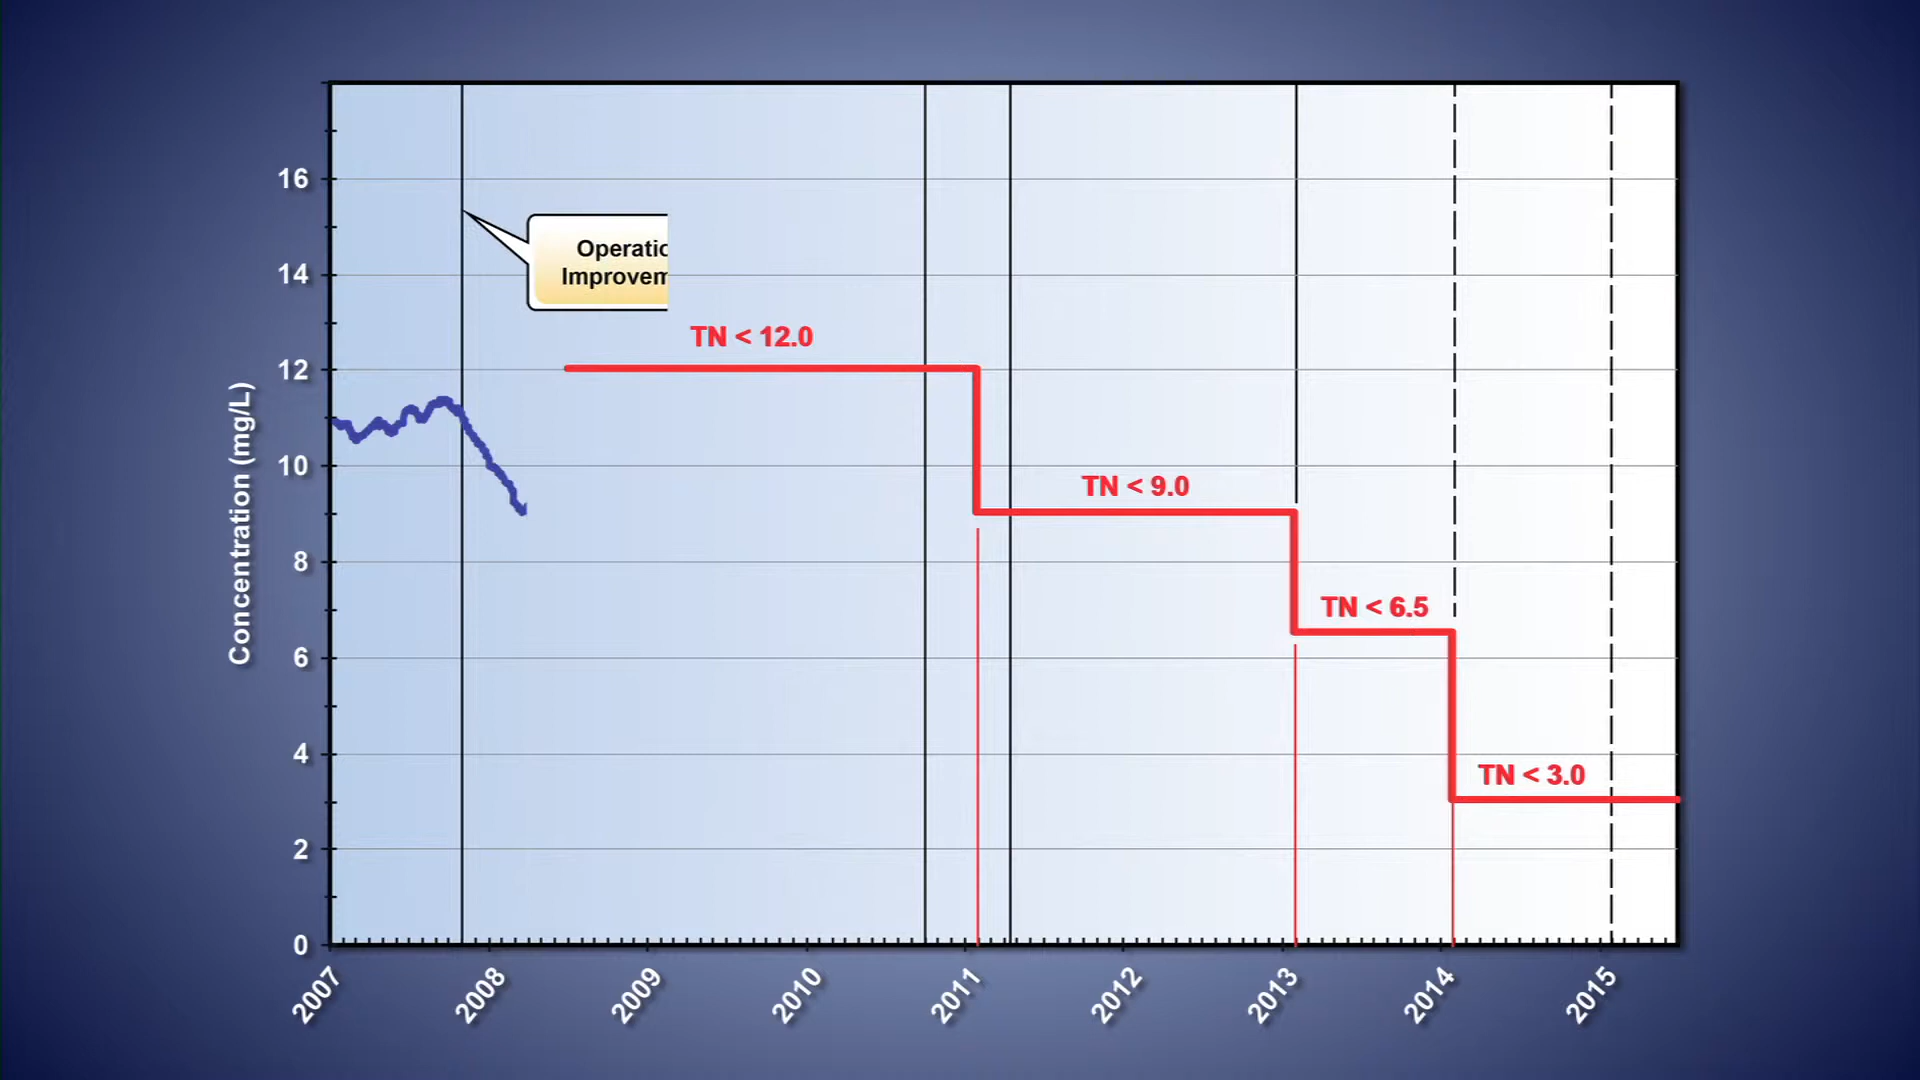 16
Operatio
Improvem
14
TN < 12.0
12
Concentration (mg/L)
10
TN < 9.0
8
TN < 6.5
6
4
TN < 3.0
2
0
2007 2008 2009 2010 2011 2012 2013 2014 2015